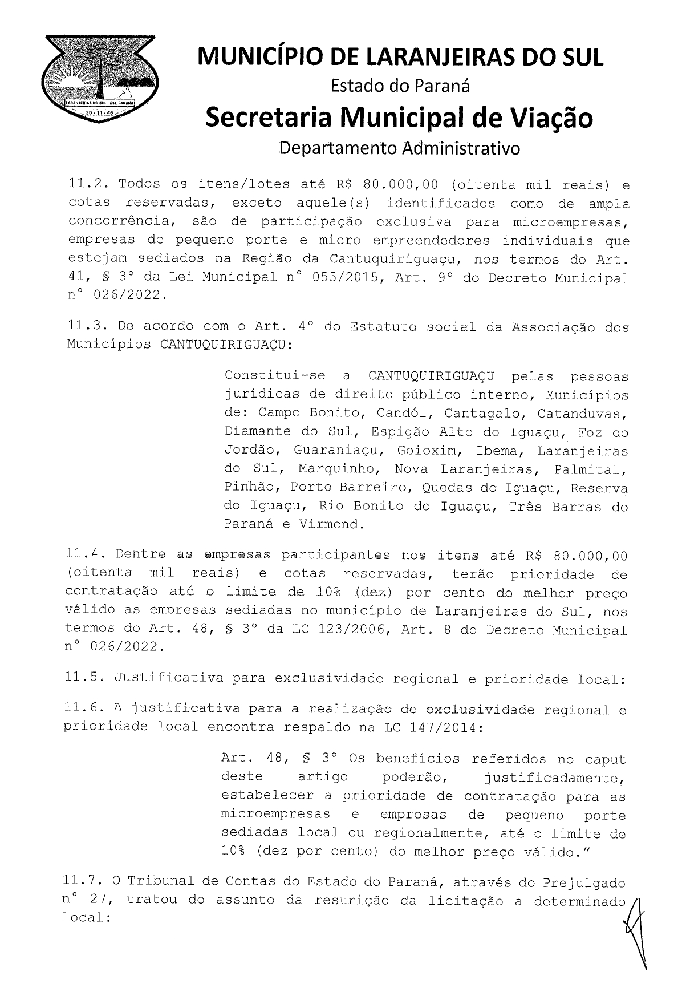 LARANJEIRAS DO SUL - EST. PARANÁ
30 - 11 - 46
MUNICÍPIO DE LARANJEIRAS DO SUL
Estado do Paraná
Secretaria Municipal de Viação
Departamento Administrativo
11.2. Todos os itens/lotes até R$ 80.000,00 (oitenta mil reais) e
cotas reservadas, exceto aquele(s) identificados como de ampla
concorrência, são de participação exclusiva para microempresas,
empresas de pequeno porte e micro empreendedores individuais que
estejam sediados na Região da Cantuquiriguaçu, nos termos do Art.
41, § 3° da Lei Municipal n° 055/2015, Art. 9° do Decreto Municipal
n° 026/2022.
11.3. De acordo com o Art. 4° do Estatuto social da Associação dos
Municípios CANTUQUIRIGUAÇU:
Constitui-se a CANTUQUIRIGUAÇU pelas pessoas
jurídicas de direito público interno, Municípios
de: Campo Bonito, Candói, Cantagalo, Catanduvas,
Diamante do Sul, Espigão Alto do Iguaçu, Foz do
Jordão, Guaraniaçu, Goioxim, Ibema, Laranjeiras
do Sul, Marquinho, Nova Laranjeiras, Palmital,
Pinhão, Porto Barreiro, Quedas do Iguaçu, Reserva
do Iguaçu, Rio Bonito do Iguaçu, Três Barras do
Paraná e Virmond.
11.4. Dentre as empresas participantes nos itens até R$ 80.000,00
(oitenta mil reais) e cotas reservadas, terão prioridade de
contratação até o limite de 10% (dez) por cento do melhor preço
válido as empresas sediadas no município de Laranjeiras do Sul, nos
termos do Art. 48, § 3° da LC 123/2006, Art. 8 do Decreto Municipal
n° 026/2022.
11.5. Justificativa para exclusividade regional e prioridade local:
11.6. A justificativa para a realização de exclusividade regional e
prioridade local encontra respaldo na LC 147/2014:
Art. 48, § 3° Os benefícios referidos no caput
deste artigo poderão, justificadamente,
estabelecer a prioridade de contratação para as
microempresas e empresas de pequeno porte
sediadas local ou regionalmente, até o limite de
10% (dez por cento) do melhor preço válido.”
11.7. O Tribunal de Contas do Estado do Paraná, através do Prejulgado
n° 27, tratou do assunto da restrição da licitação a determinado
local: